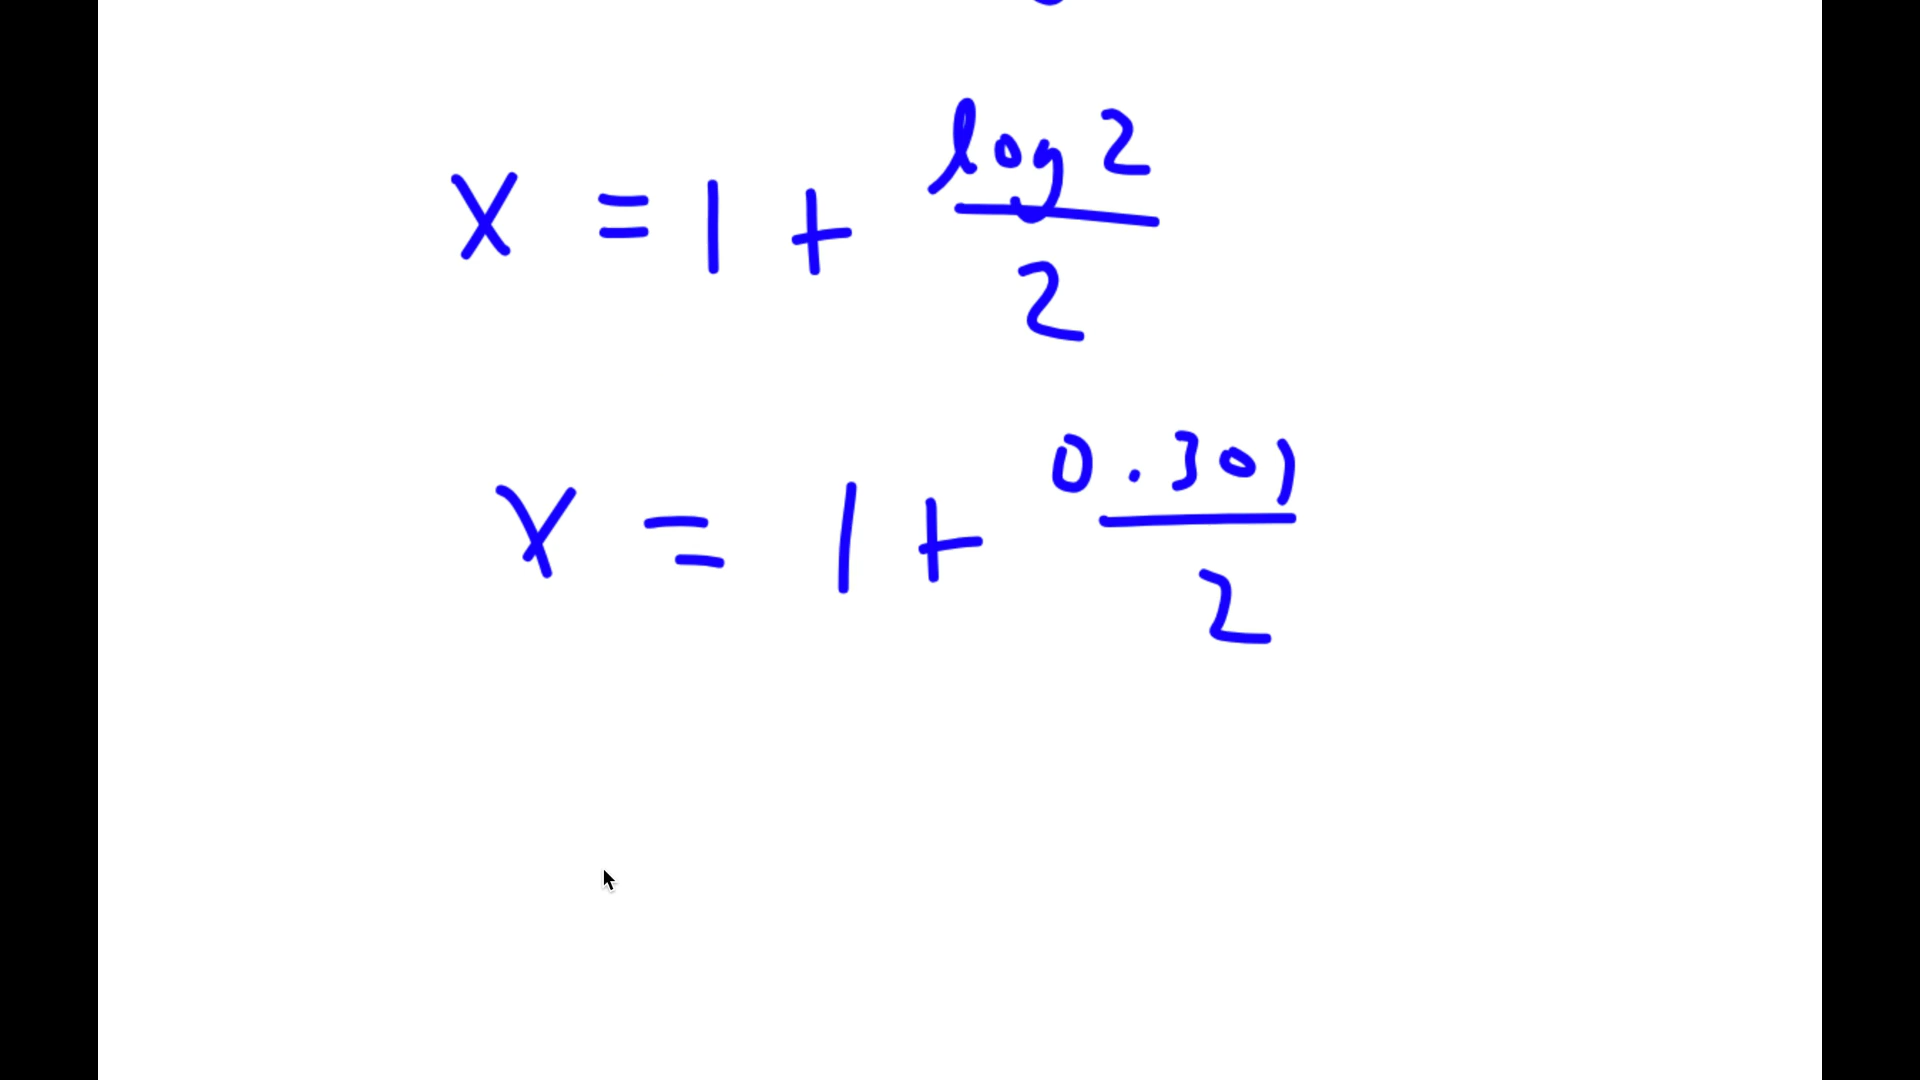 x = 1 + log 2 / 2
x = 1 + 0.301 / 2